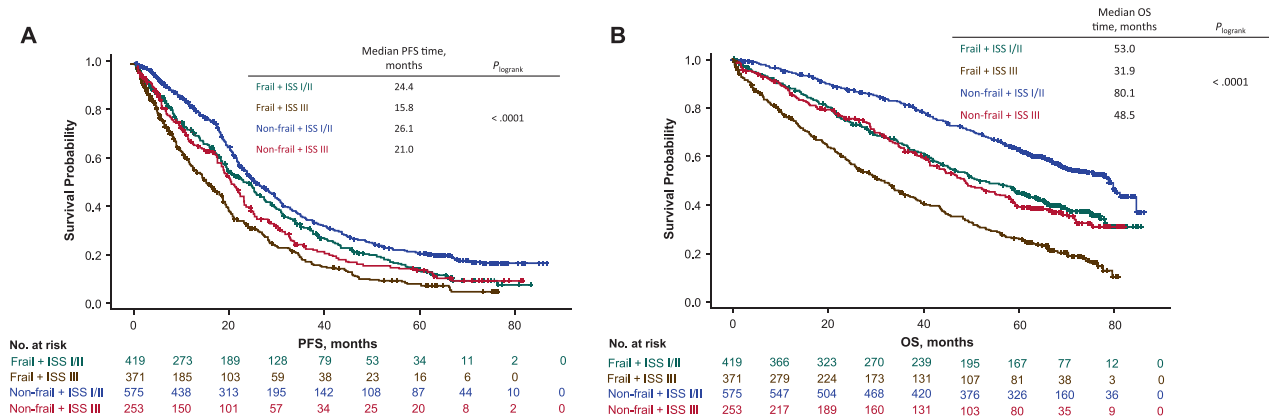 A
Median PFS time, months P logrank
Frail + ISS I/II 24.4
Frail + ISS III 15.8
< .0001
Non-frail + ISS I/II 26.1
Non-frail + ISS III 21.0
Survival Probability
1.0
0.8
0.6
0.4
0.2
0.0
0 20 40 60 80
PFS, months
No. at risk
Frail + ISS I/II 419 273 189 128 79 53 34 11 2 0
Frail + ISS III 371 185 103 59 38 23 16 6 0
Non-frail + ISS I/II 575 438 313 195 142 108 87 44 10 0
Non-frail + ISS III 253 150 101 57 34 25 20 8 2 0
B
Median OS time, months P logrank
Frail + ISS I/II 53.0
Frail + ISS III 31.9
< .0001
Non-frail + ISS I/II 80.1
Non-frail + ISS III 48.5
Survival Probability
1.0
0.8
0.6
0.4
0.2
0.0
0 20 40 60 80
OS, months
No. at risk
Frail + ISS I/II 419 366 323 270 239 195 167 77 12 0
Frail + ISS III 371 279 224 173 131 107 81 38 3 0
Non-frail + ISS I/II 575 547 504 468 420 376 326 160 36 0
Non-frail + ISS III 253 217 189 160 131 103 80 35 9 0